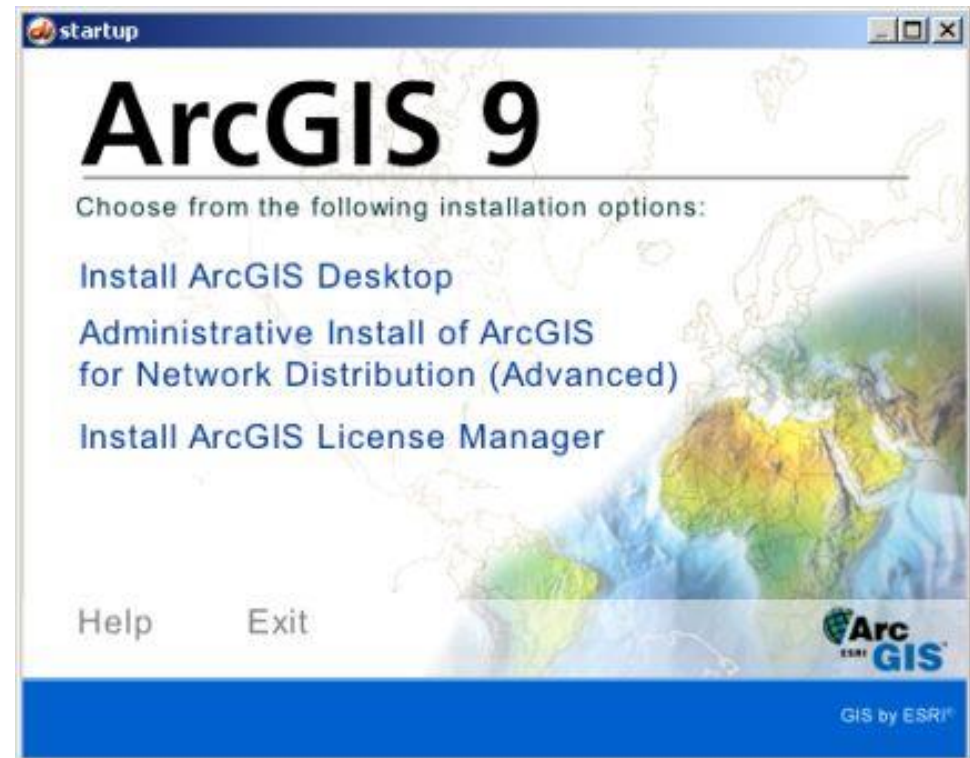 startup
ArcGIS 9
Choose from the following installation options:
Install ArcGIS Desktop
Administrative Install of ArcGIS
for Network Distribution (Advanced)
Install ArcGIS License Manager
Help Exit
Arc
ESRI GIS
GIS by ESRI®